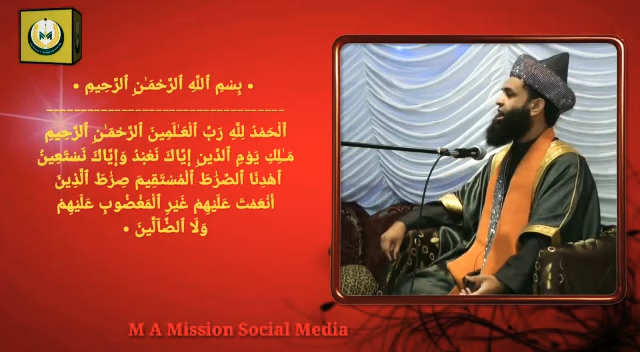 • بِسْمِ ٱللَّهِ ٱلرَّحْمَـٰنِ ٱلرَّحِيمِ •
ٱلْحَمْدُ لِلَّهِ رَبِّ ٱلْعَـٰلَمِينَ ٱلرَّحْمَـٰنِ ٱلرَّحِيمِ
مَـٰلِكِ يَوْمِ ٱلدِّينِ إِيَّاكَ نَعْبُدُ وَإِيَّاكَ نَسْتَعِينُ
ٱهْدِنَا ٱلصِّرَٰطَ ٱلْمُسْتَقِيمَ صِرَٰطَ ٱلَّذِينَ
أَنْعَمْتَ عَلَيْهِمْ غَيْرِ ٱلْمَغْضُوبِ عَلَيْهِمْ
وَلَا ٱلضَّآلِّينَ •
M A Mission Social Media